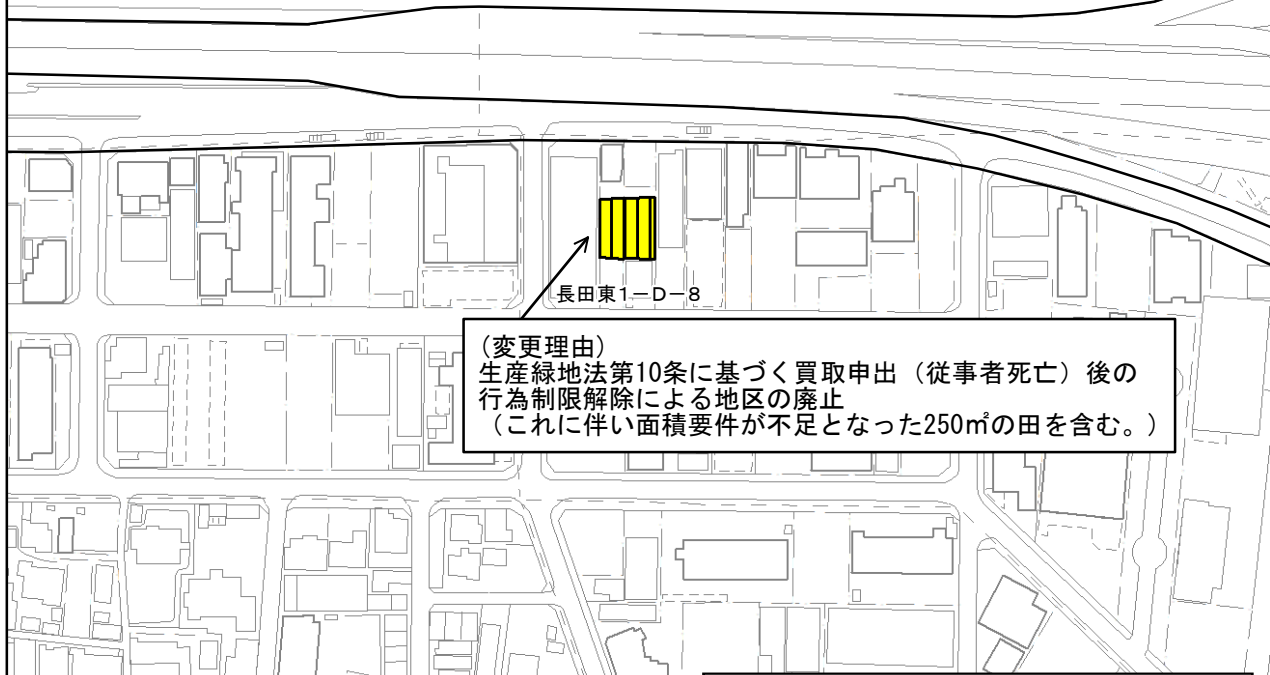 長田東1－D－8
(変更理由)
生産緑地法第10条に基づく買取申出（従事者死亡）後の
行為制限解除による地区の廃止
（これに伴い面積要件が不足となった250㎡の田を含む。）